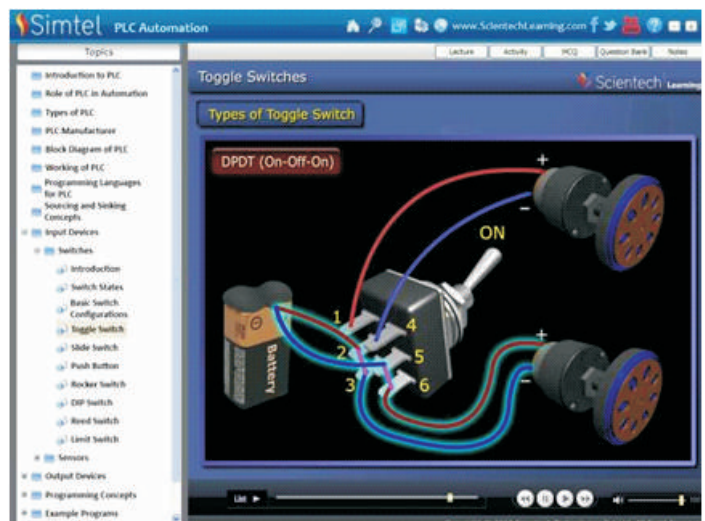 Simtel PLC Automation
www.ScientechLearning.com
Topics
Lecture
Activity
MCQ
Question Bank
Notes
Introduction to PLC
Role of PLC in Automation
Types of PLC
PLC Manufacturer
Block Diagram of PLC
Working of PLC
Programming Languages
for PLC
Sourcing and Sinking
Concepts
Input Devices
Switches
Introduction
Switch States
Basic Switch
Configurations
Toggle Switch
Slide Switch
Push Button
Rocker Switch
DIP Switch
Reed Switch
Limit Switch
Sensors
Output Devices
Programming Concepts
Example Programs
Toggle Switches
Scientech Learning
Types of Toggle Switch
DPDT (On-Off-On)
+
−
ON
1
4
2
5
3
6
Battery
+
−
List